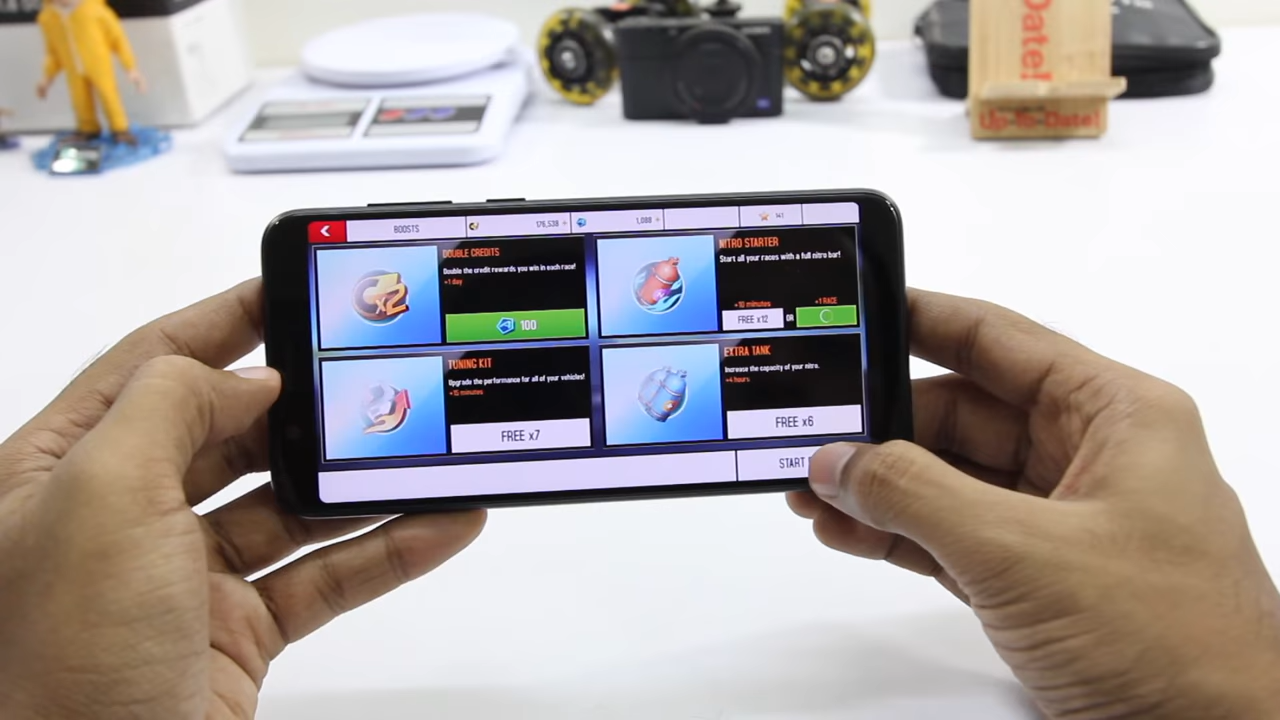 Date!
Up-To-Date!
BOOSTS
176,538
1,088
141
DOUBLE CREDITS
Double the credit rewards you win in each race!
+1 day
100
NITRO STARTER
Start all your races with a full nitro bar!
+10 minutes
FREE x12
OR
+1 RACE
TUNING KIT
Upgrade the performance for all of your vehicles!
+15 minutes
FREE x7
EXTRA TANK
Increase the capacity of your nitro.
+4 hours
FREE x6
START